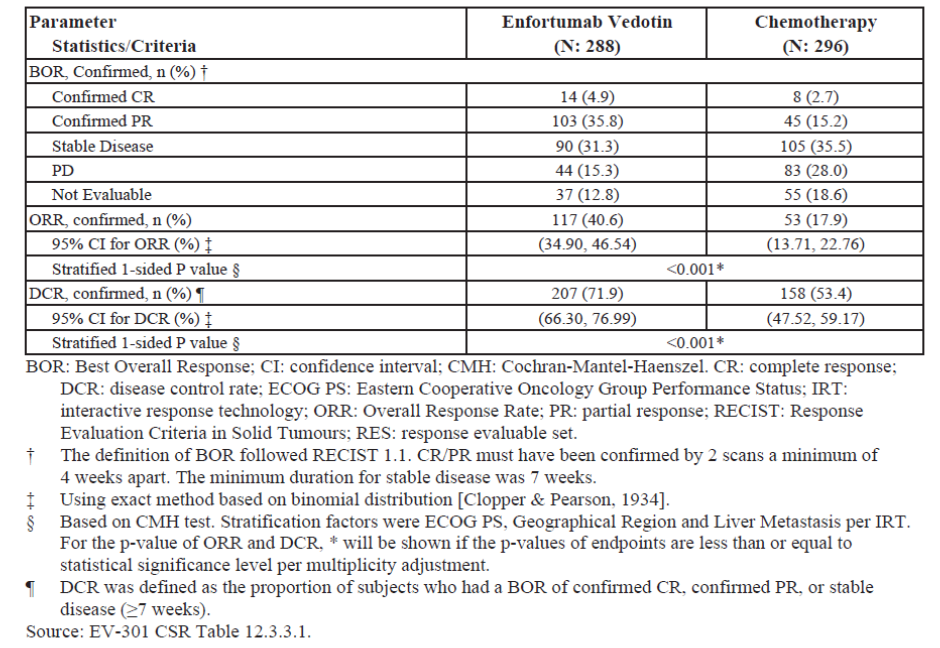 Parameter Enfortumab Vedotin Chemotherapy
Statistics/Criteria (N: 288) (N: 296)
BOR, Confirmed, n (%) †
Confirmed CR 14 (4.9) 8 (2.7)
Confirmed PR 103 (35.8) 45 (15.2)
Stable Disease 90 (31.3) 105 (35.5)
PD 44 (15.3) 83 (28.0)
Not Evaluable 37 (12.8) 55 (18.6)
ORR, confirmed, n (%) 117 (40.6) 53 (17.9)
95% CI for ORR (%) ‡ (34.90, 46.54) (13.71, 22.76)
Stratified 1-sided P value § <0.001*
DCR, confirmed, n (%) ¶ 207 (71.9) 158 (53.4)
95% CI for DCR (%) ‡ (66.30, 76.99) (47.52, 59.17)
Stratified 1-sided P value § <0.001*
BOR: Best Overall Response; CI: confidence interval; CMH: Cochran-Mantel-Haenszel. CR: complete response;
DCR: disease control rate; ECOG PS: Eastern Cooperative Oncology Group Performance Status; IRT:
interactive response technology; ORR: Overall Response Rate; PR: partial response; RECIST: Response
Evaluation Criteria in Solid Tumours; RES: response evaluable set.
† The definition of BOR followed RECIST 1.1. CR/PR must have been confirmed by 2 scans a minimum of
4 weeks apart. The minimum duration for stable disease was 7 weeks.
‡ Using exact method based on binomial distribution [Clopper & Pearson, 1934].
§ Based on CMH test. Stratification factors were ECOG PS, Geographical Region and Liver Metastasis per IRT.
For the p-value of ORR and DCR, * will be shown if the p-values of endpoints are less than or equal to
statistical significance level per multiplicity adjustment.
¶ DCR was defined as the proportion of subjects who had a BOR of confirmed CR, confirmed PR, or stable
disease (≥7 weeks).
Source: EV-301 CSR Table 12.3.3.1.